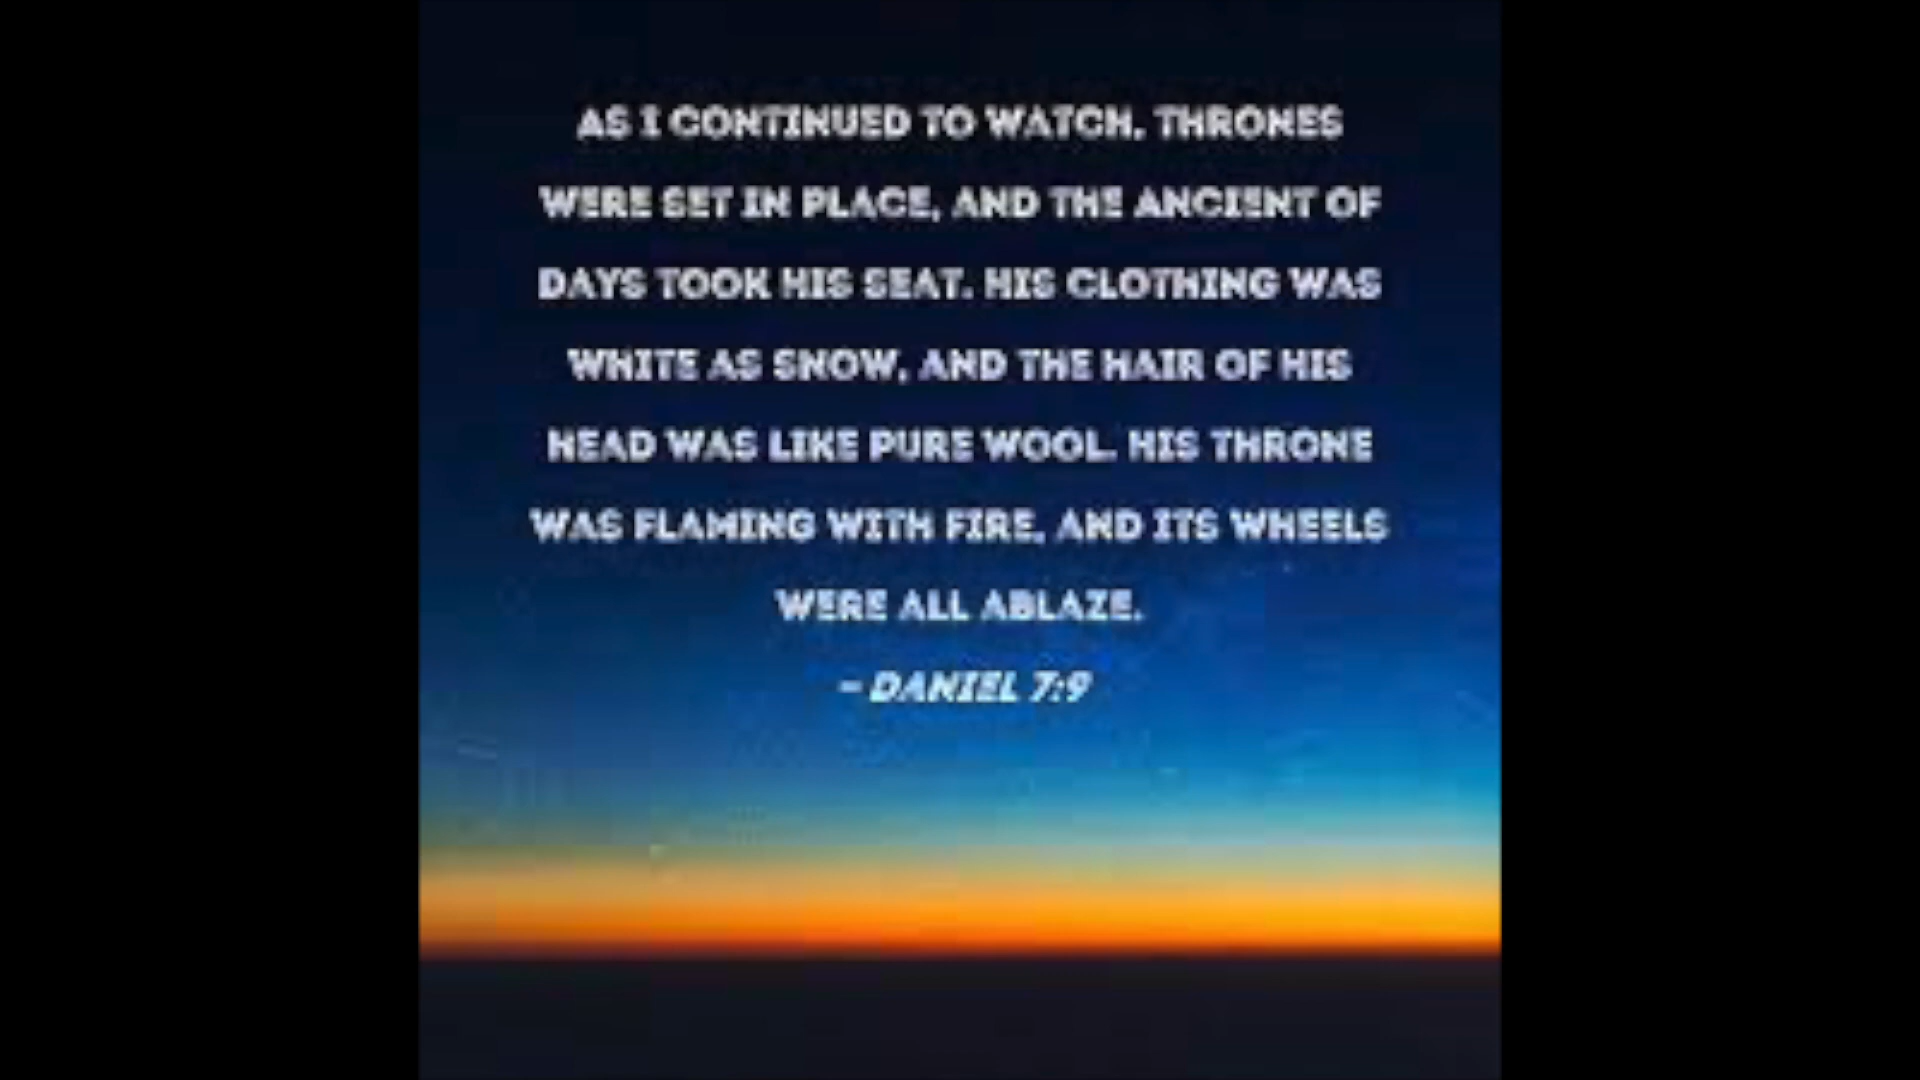 AS I CONTINUED TO WATCH, THRONES
WERE SET IN PLACE, AND THE ANCIENT OF
DAYS TOOK HIS SEAT. HIS CLOTHING WAS
WHITE AS SNOW, AND THE HAIR OF HIS
HEAD WAS LIKE PURE WOOL. HIS THRONE
WAS FLAMING WITH FIRE, AND ITS WHEELS
WERE ALL ABLAZE.
- DANIEL 7:9